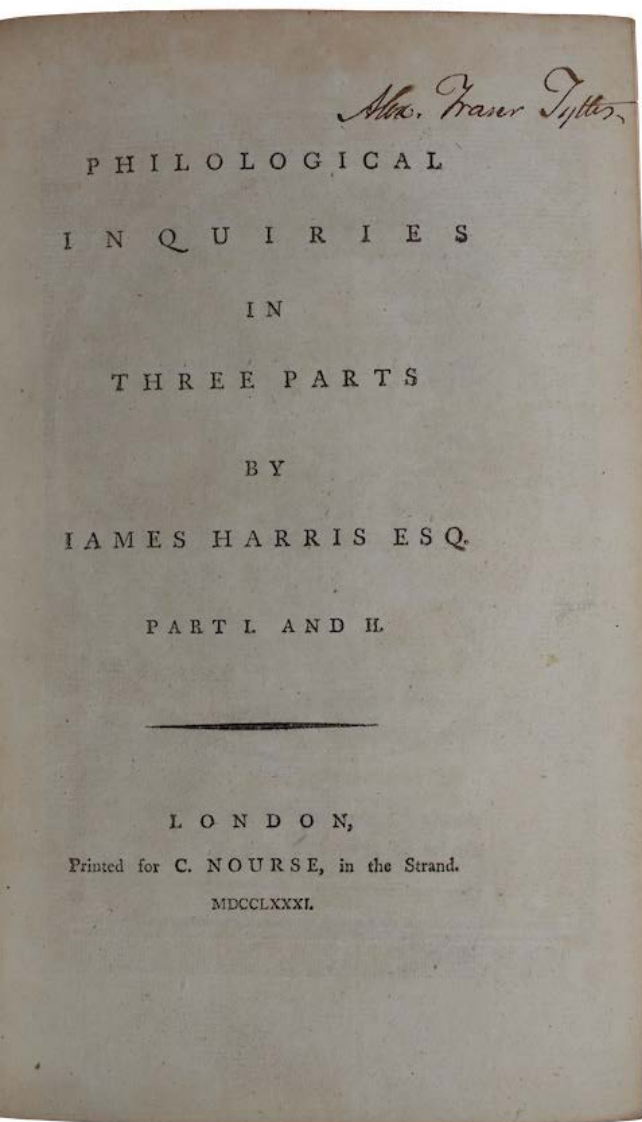 Alex. Fraser Tytler
PHILOLOGICAL
INQUIRIES
IN
THREE PARTS
BY
IAMES HARRIS ESQ.
PART I. AND II.
LONDON,
Printed for C. NOURSE, in the Strand.
MDCCLXXXI.